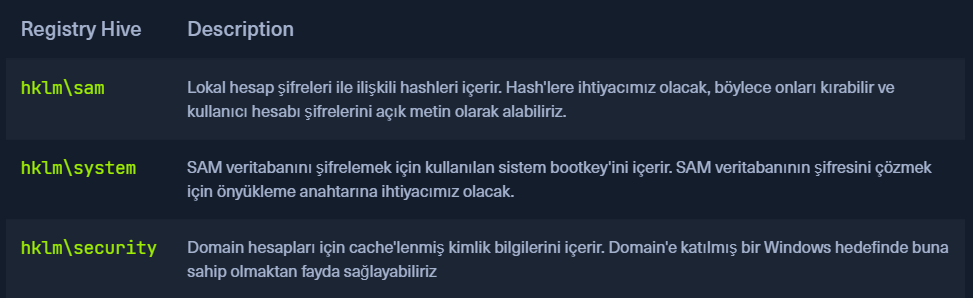 Registry Hive Description
hklm\sam Lokal hesap şifreleri ile ilişkili hashleri içerir. Hash'lere ihtiyacımız olacak, böylece onları kırabilir ve
kullanıcı hesabı şifrelerini açık metin olarak alabiliriz.
hklm\system SAM veritabanını şifrelemek için kullanılan sistem bootkey'ini içerir. SAM veritabanının şifresini çözmek
için önyükleme anahtarına ihtiyacımız olacak.
hklm\security Domain hesapları için cache'lenmiş kimlik bilgilerini içerir. Domain'e katılmış bir Windows hedefinde buna
sahip olmaktan fayda sağlayabiliriz